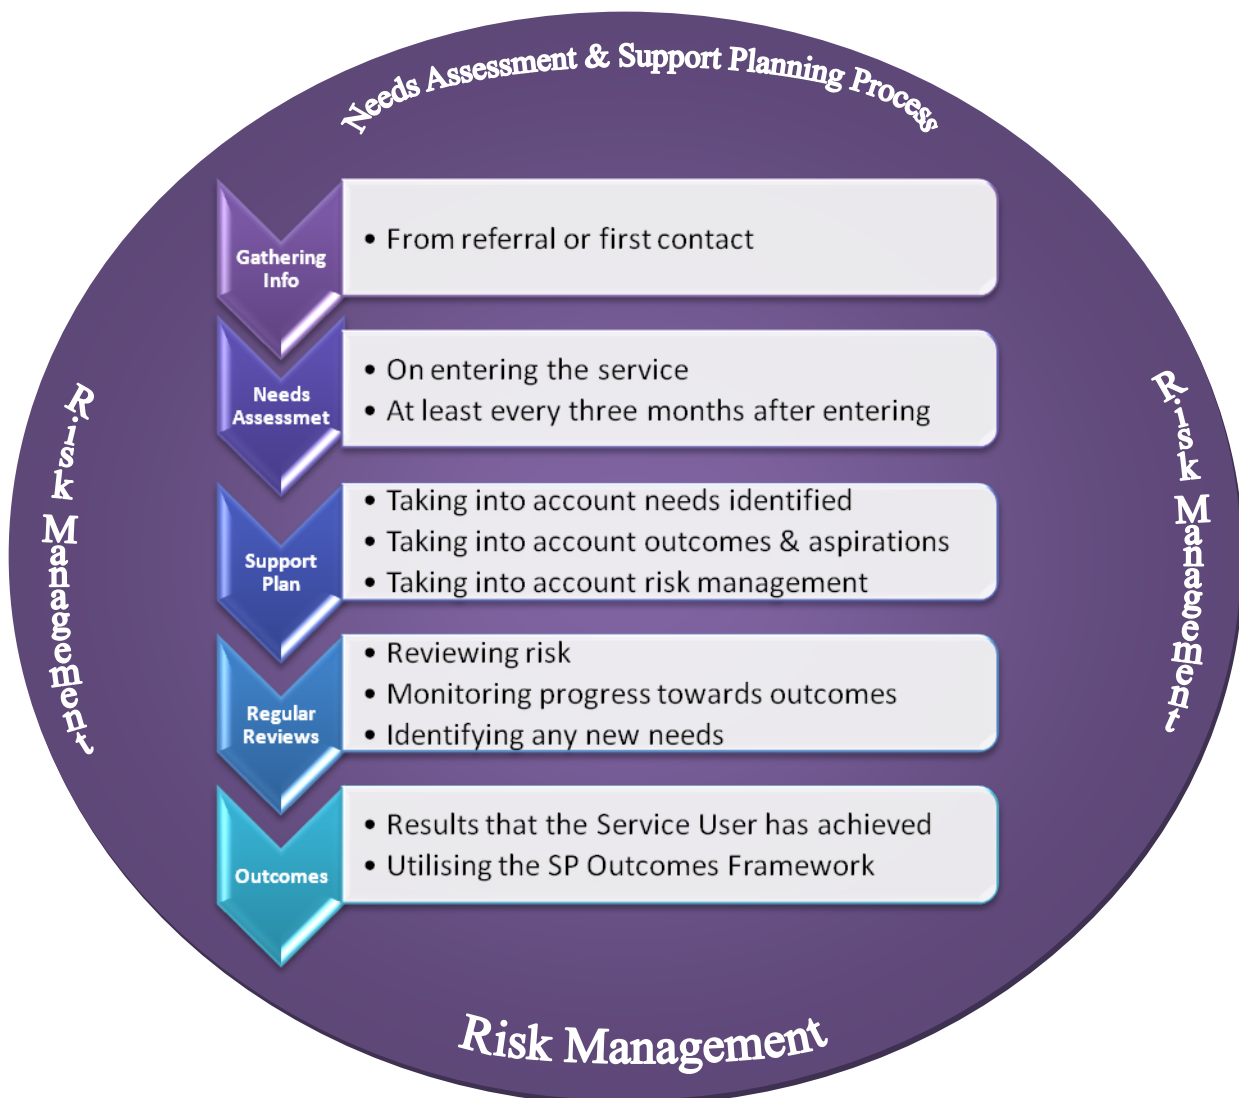 Needs Assessment & Support Planning Process
Gathering
Info
• From referral or first contact
Needs
Assessmet
• On entering the service
• At least every three months after entering
Support
Plan
• Taking into account needs identified
• Taking into account outcomes & aspirations
• Taking into account risk management
Regular
Reviews
• Reviewing risk
• Monitoring progress towards outcomes
• Identifying any new needs
Outcomes
• Results that the Service User has achieved
• Utilising the SP Outcomes Framework
Risk Management
Risk Management
Risk Management